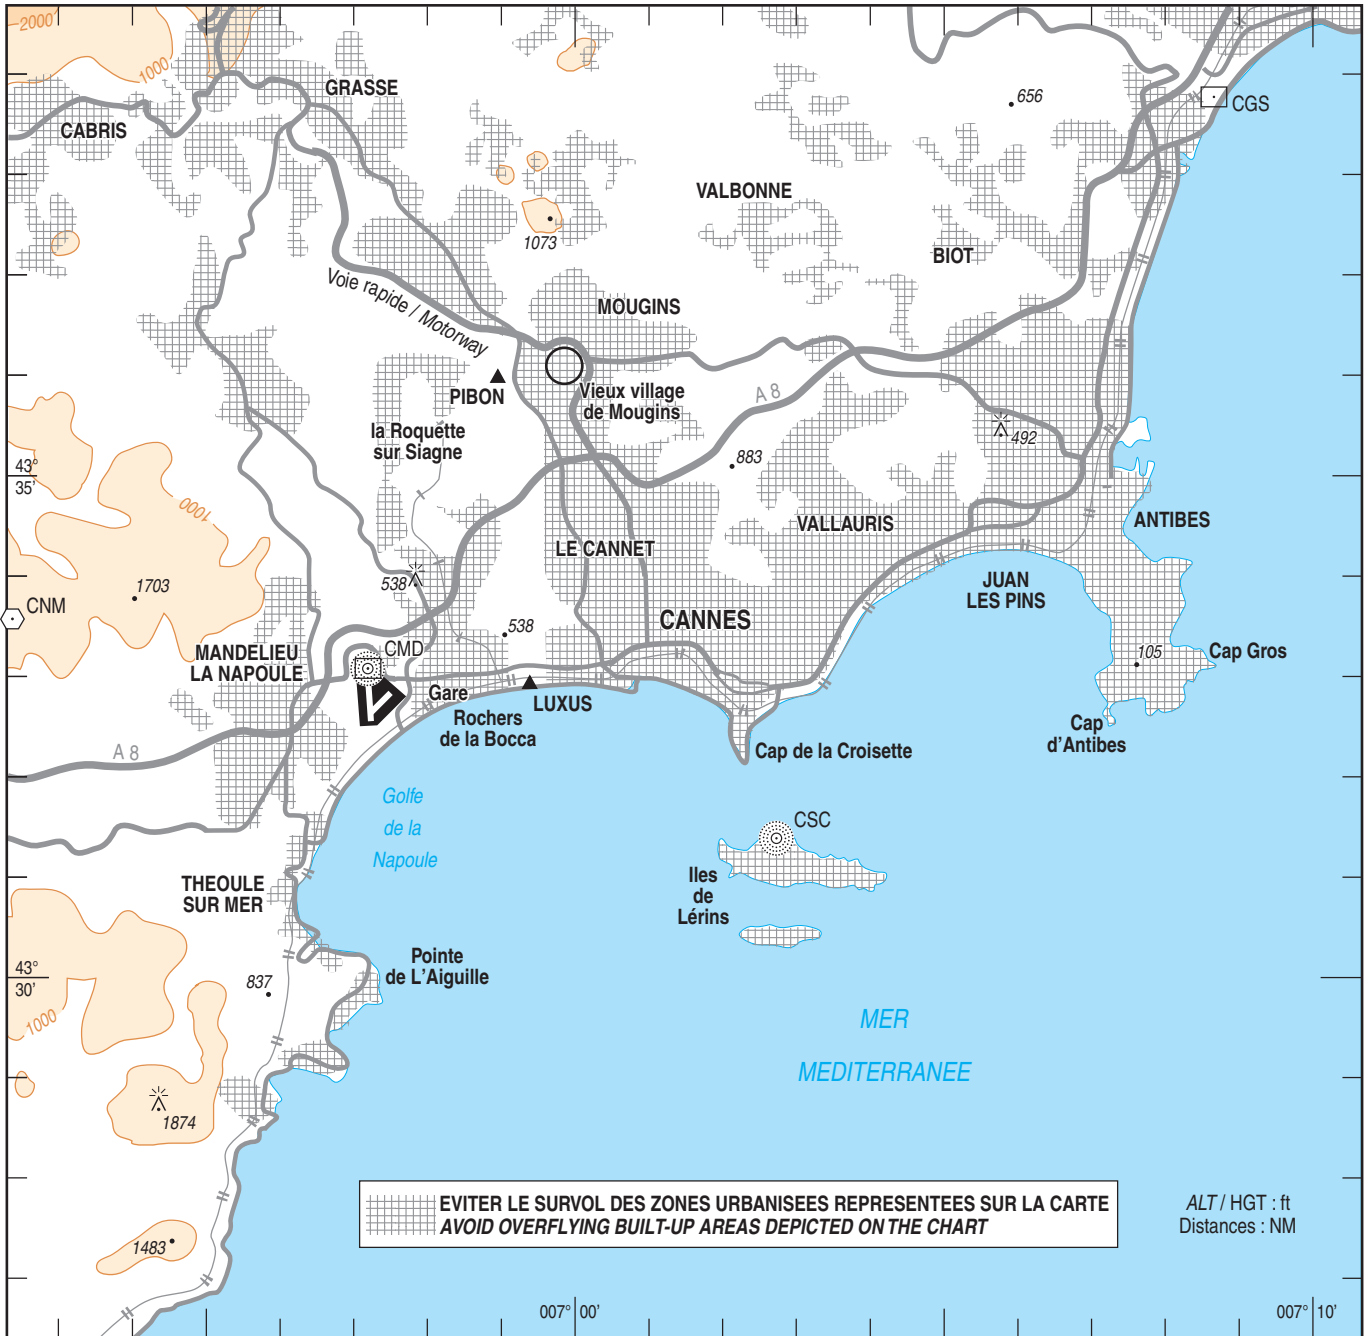 2000
1000
GRASSE
CABRIS
656
CGS
VALBONNE
1073
BIOT
Voie rapide / Motorway
MOUGINS
PIBON
Vieux village
de Mougins
A 8
la Roquette
sur Siagne
492
883
43°
35'
1000
VALLAURIS
ANTIBES
LE CANNET
538
JUAN
LES PINS
1703
CNM
538
CANNES
MANDELIEU
LA NAPOULE
CMD
105
Cap Gros
Gare
LUXUS
Rochers
de la Bocca
Cap
d'Antibes
A 8
Cap de la Croisette
Golfe
de la
Napoule
CSC
THEOULE
SUR MER
Iles
de
Lérins
Pointe
de L'Aiguille
43°
30'
837
1000
MER
MEDITERRANEE
1874
EVITER LE SURVOL DES ZONES URBANISEES REPRESENTEES SUR LA CARTE
AVOID OVERFLYING BUILT-UP AREAS DEPICTED ON THE CHART
ALT / HGT : ft
Distances : NM
1483
007° 00'
007° 10'